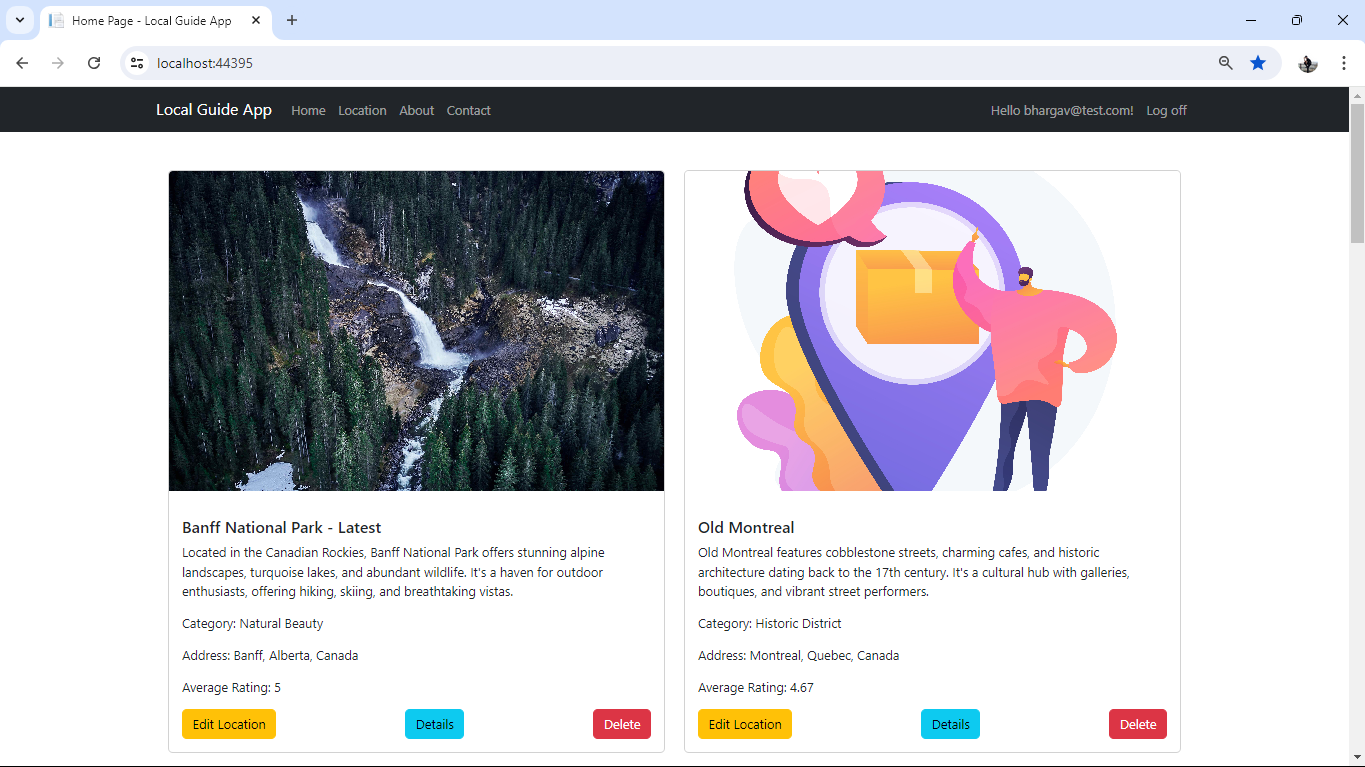 Home Page - Local Guide App
localhost:44395
Local Guide App Home Location About Contact Hello bhargav@test.com! Log off
Banff National Park - Latest
Located in the Canadian Rockies, Banff National Park offers stunning alpine
landscapes, turquoise lakes, and abundant wildlife. It's a haven for outdoor
enthusiasts, offering hiking, skiing, and breathtaking vistas.
Category: Natural Beauty
Address: Banff, Alberta, Canada
Average Rating: 5
Edit Location Details Delete
Old Montreal
Old Montreal features cobblestone streets, charming cafes, and historic
architecture dating back to the 17th century. It's a cultural hub with galleries,
boutiques, and vibrant street performers.
Category: Historic District
Address: Montreal, Quebec, Canada
Average Rating: 4.67
Edit Location Details Delete